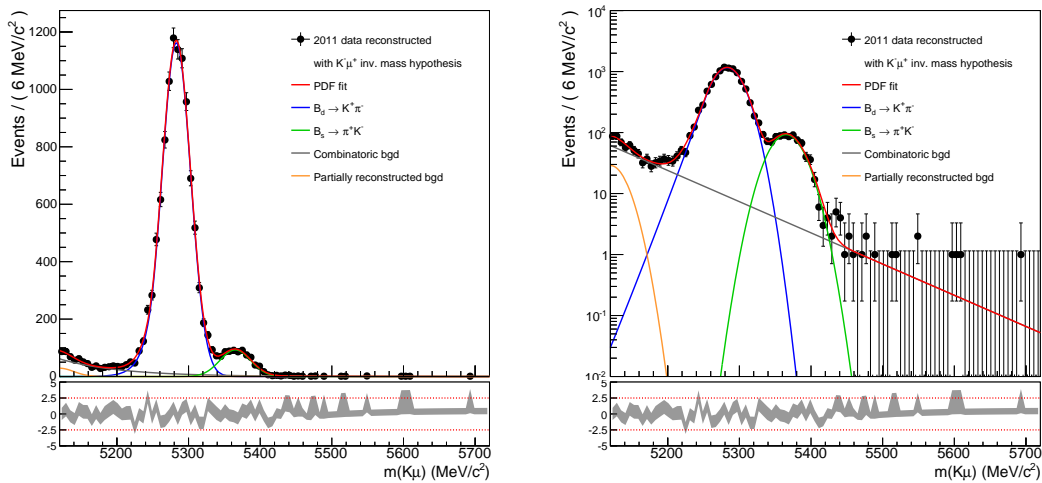 Events / ( 6 MeV/c² )
1200
1000
800
600
400
200
0
2011 data reconstructed
with K⁻μ⁺ inv. mass hypothesis
PDF fit
B_d → K⁺π⁻
B_s → π⁺K⁻
Combinatoric bgd
Partially reconstructed bgd
5
2.5
0
-2.5
-5
5200 5300 5400 5500 5600 5700
m(Kμ) (MeV/c²)
Events / ( 6 MeV/c² )
10⁴
10³
10²
10
1
10⁻¹
10⁻²
2011 data reconstructed
with K⁻μ⁺ inv. mass hypothesis
PDF fit
B_d → K⁺π⁻
B_s → π⁺K⁻
Combinatoric bgd
Partially reconstructed bgd
5
2.5
0
-2.5
-5
5200 5300 5400 5500 5600 5700
m(Kμ) (MeV/c²)